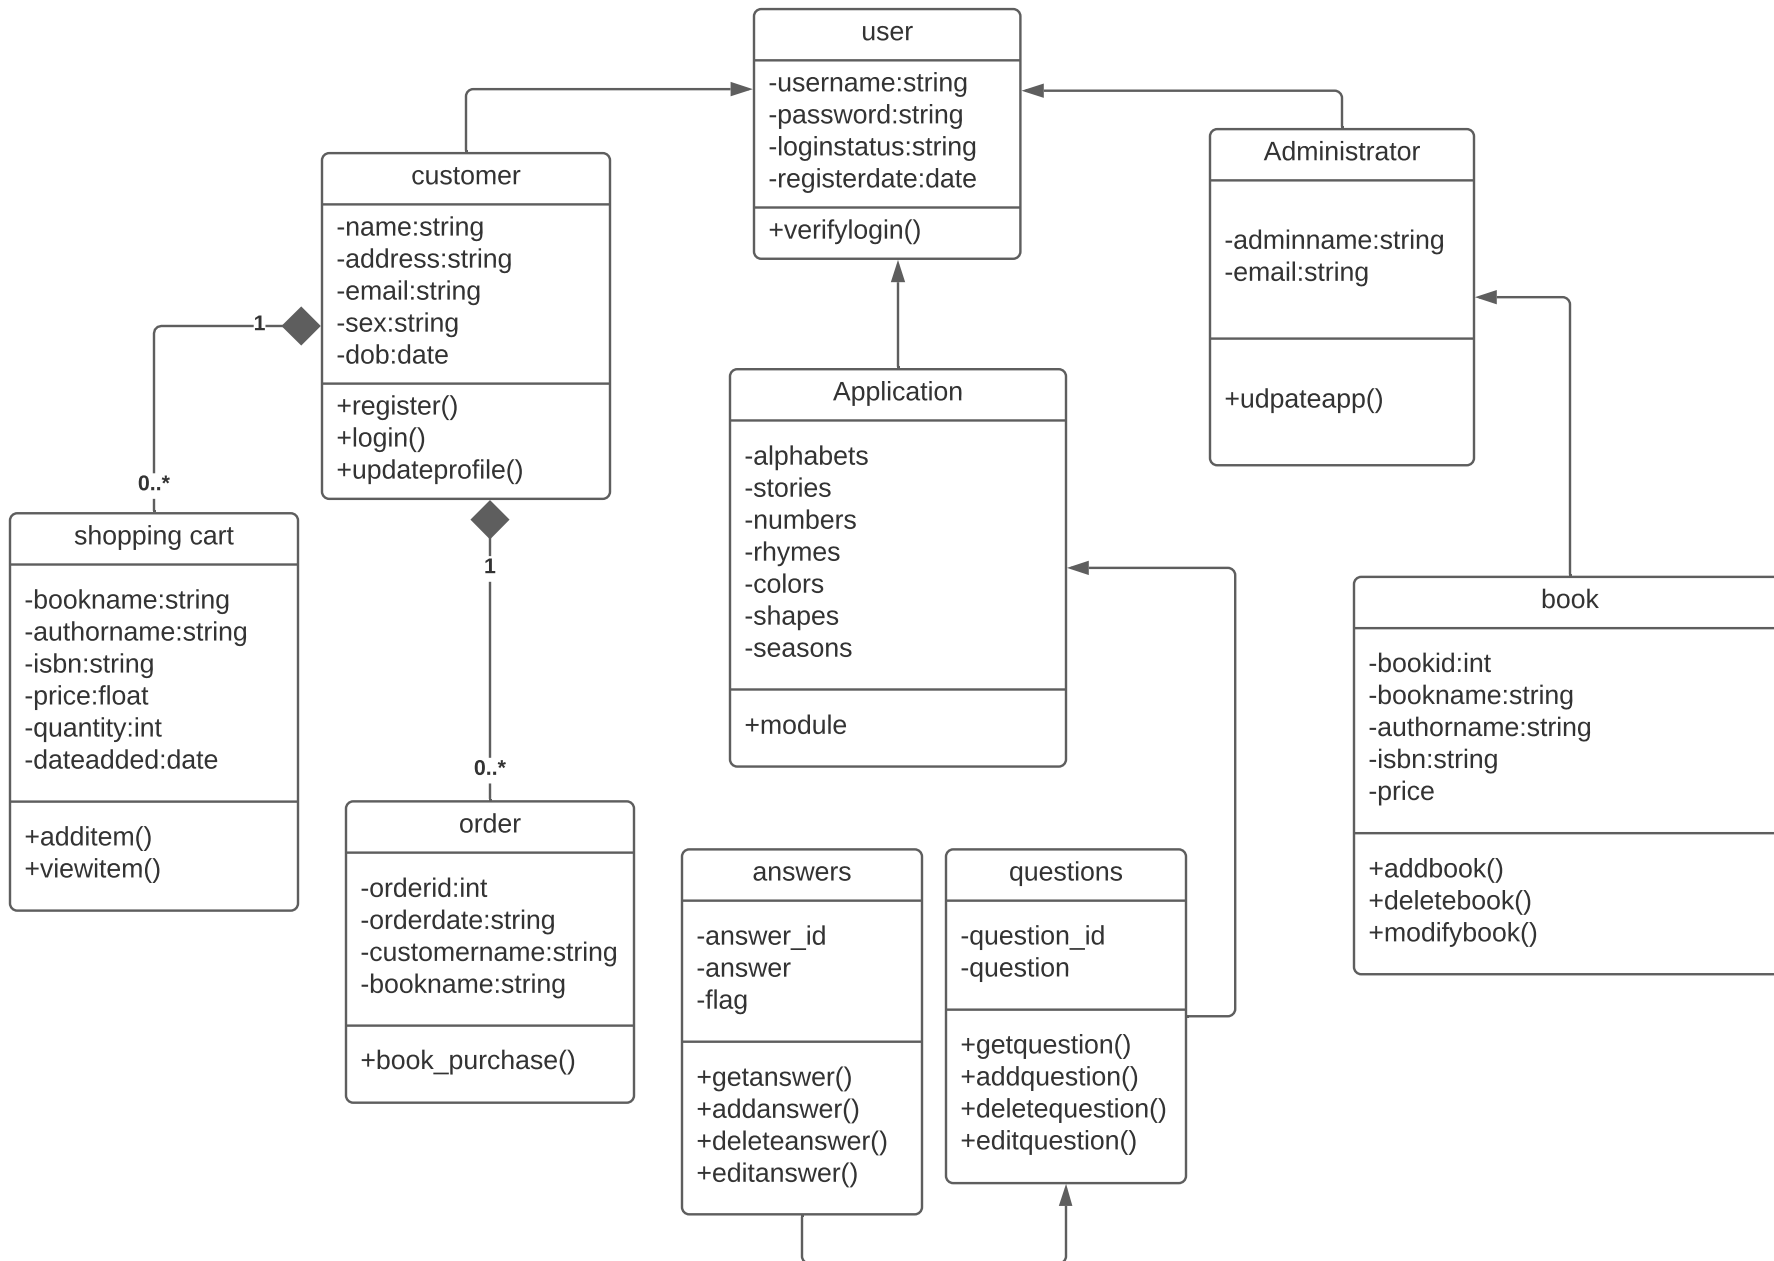 user
-username:string
-password:string
-loginstatus:string
-registerdate:date
+verifylogin()
customer
-name:string
-address:string
-email:string
-sex:string
-dob:date
+register()
+login()
+updateprofile()
Administrator
-adminname:string
-email:string
+udpateapp()
1
0..*
1
0..*
shopping cart
-bookname:string
-authorname:string
-isbn:string
-price:float
-quantity:int
-dateadded:date
+additem()
+viewitem()
Application
-alphabets
-stories
-numbers
-rhymes
-colors
-shapes
-seasons
+module
book
-bookid:int
-bookname:string
-authorname:string
-isbn:string
-price
+addbook()
+deletebook()
+modifybook()
order
-orderid:int
-orderdate:string
-customername:string
-bookname:string
+book_purchase()
answers
-answer_id
-answer
-flag
+getanswer()
+addanswer()
+deleteanswer()
+editanswer()
questions
-question_id
-question
+getquestion()
+addquestion()
+deletequestion()
+editquestion()